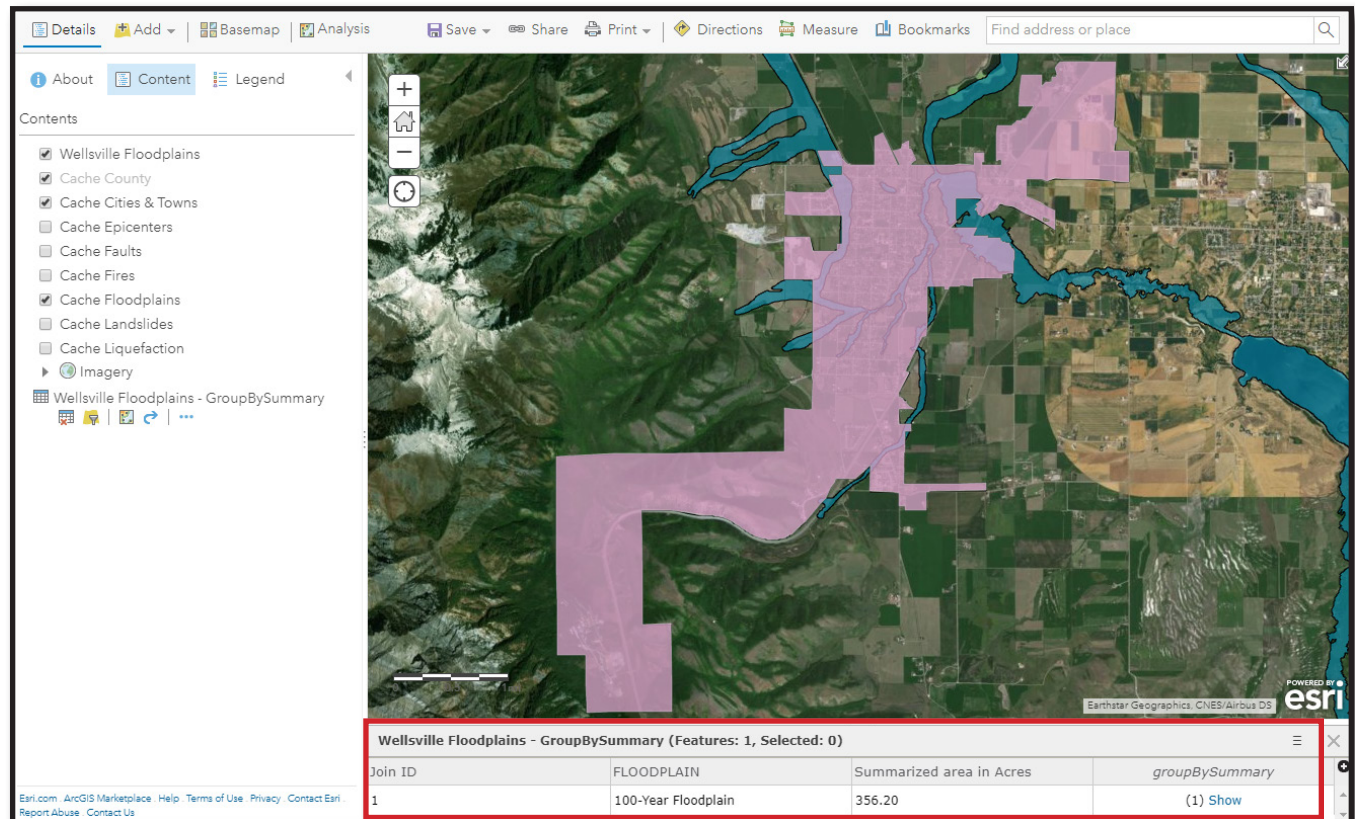 Details Add Basemap Analysis Save Share Print Directions Measure Bookmarks Find address or place
About Content Legend
Contents
Wellsville Floodplains
Cache County
Cache Cities & Towns
Cache Epicenters
Cache Faults
Cache Fires
Cache Floodplains
Cache Landslides
Cache Liquefaction
Imagery
Wellsville Floodplains - GroupBySummary
POWERED BY
esri
Earthstar Geographics, CNES/Airbus DS
Wellsville Floodplains - GroupBySummary (Features: 1, Selected: 0)
Join ID FLOODPLAIN Summarized area in Acres groupBySummary
1 100-Year Floodplain 356.20 (1) Show
Esri.com . ArcGIS Marketplace . Help . Terms of Use . Privacy . Contact Esri .
Report Abuse . Contact Us